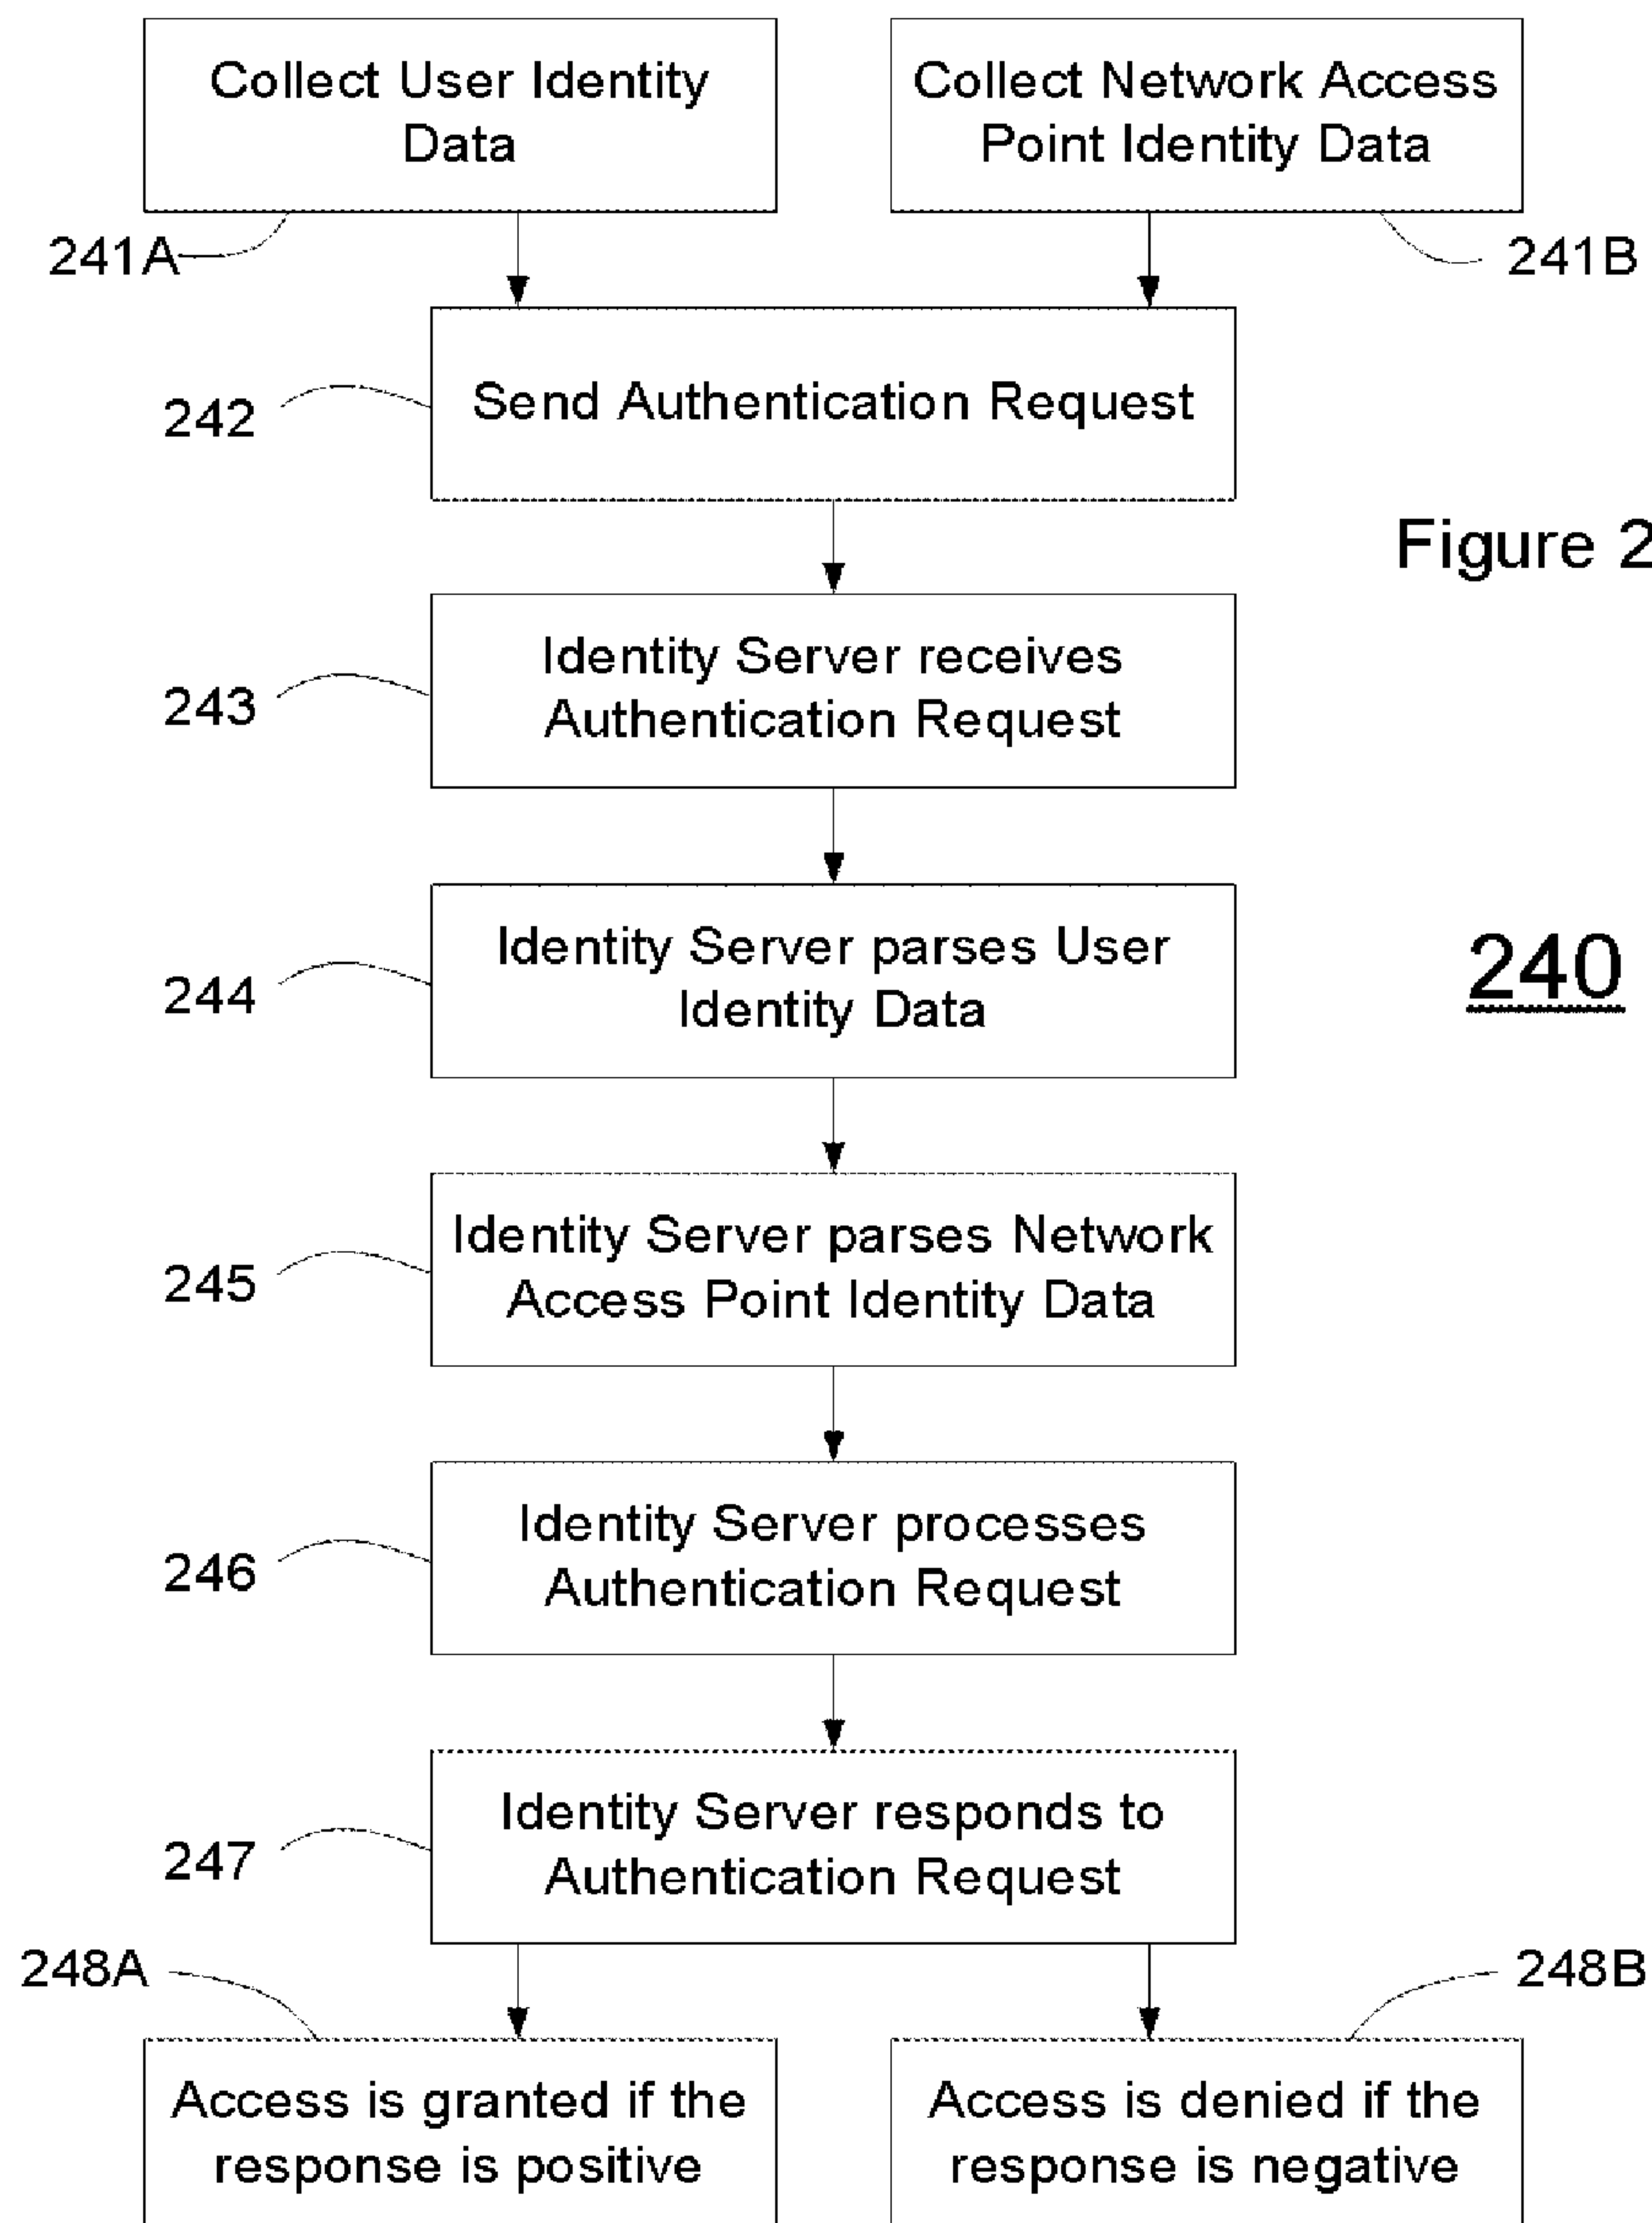 Collect User Identity
Data
Collect Network Access
Point Identity Data
241A
241B
Send Authentication Request
242
Figure 2
Identity Server receives
Authentication Request
243
Identity Server parses User
Identity Data
244
240
Identity Server parses Network
Access Point Identity Data
245
Identity Server processes
Authentication Request
246
Identity Server responds to
Authentication Request
247
248A
248B
Access is granted if the
response is positive
Access is denied if the
response is negative